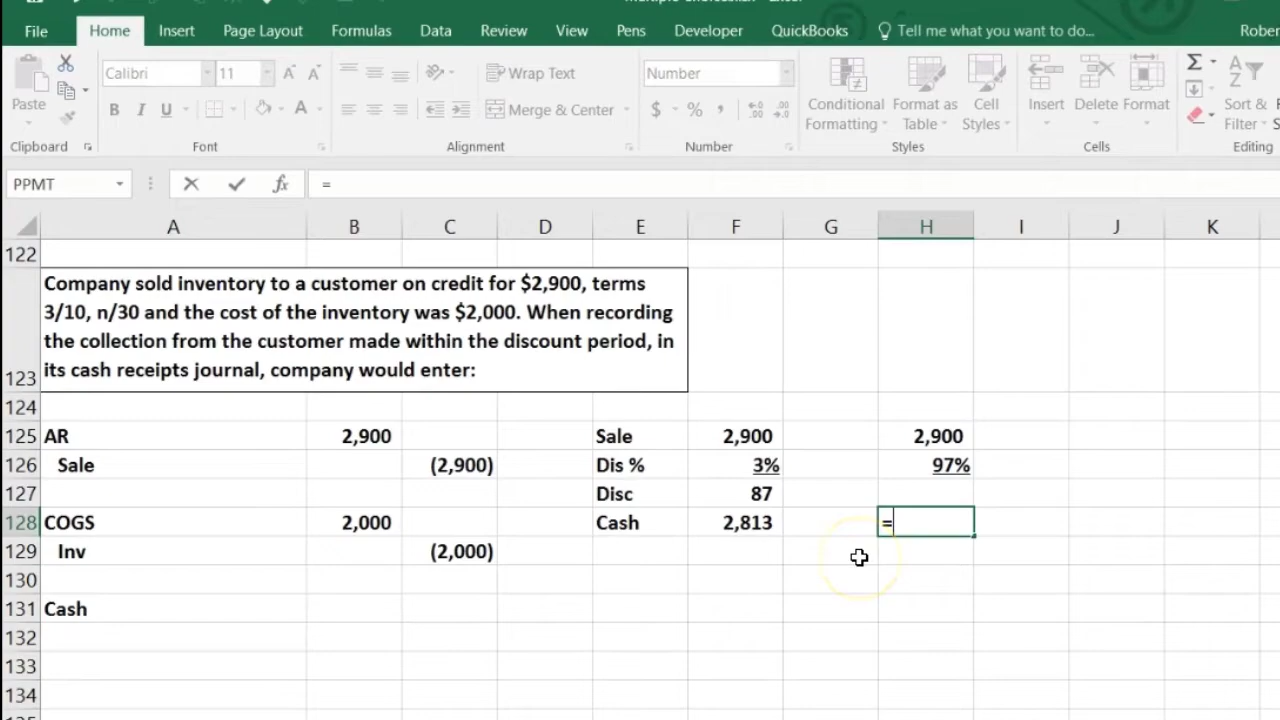 File Home Insert Page Layout Formulas Data Review View Pens Developer QuickBooks Tell me what you want to do...
Calibri 11 Wrap Text Number
Paste B I U Merge & Center $ % , Conditional Formatting Format as Table Cell Styles Insert Delete Format Sort & Filter
Clipboard Font Alignment Number Styles Cells Editing
PPMT fx =
A B C D E F G H I J K
122
123 Company sold inventory to a customer on credit for $2,900, terms
3/10, n/30 and the cost of the inventory was $2,000. When recording
the collection from the customer made within the discount period, in
its cash receipts journal, company would enter:
124
125 AR 2,900 Sale 2,900 2,900
126 Sale (2,900) Dis % 3% 97%
127 Disc 87
128 COGS 2,000 Cash 2,813 =
129 Inv (2,000)
130
131 Cash
132
133
134